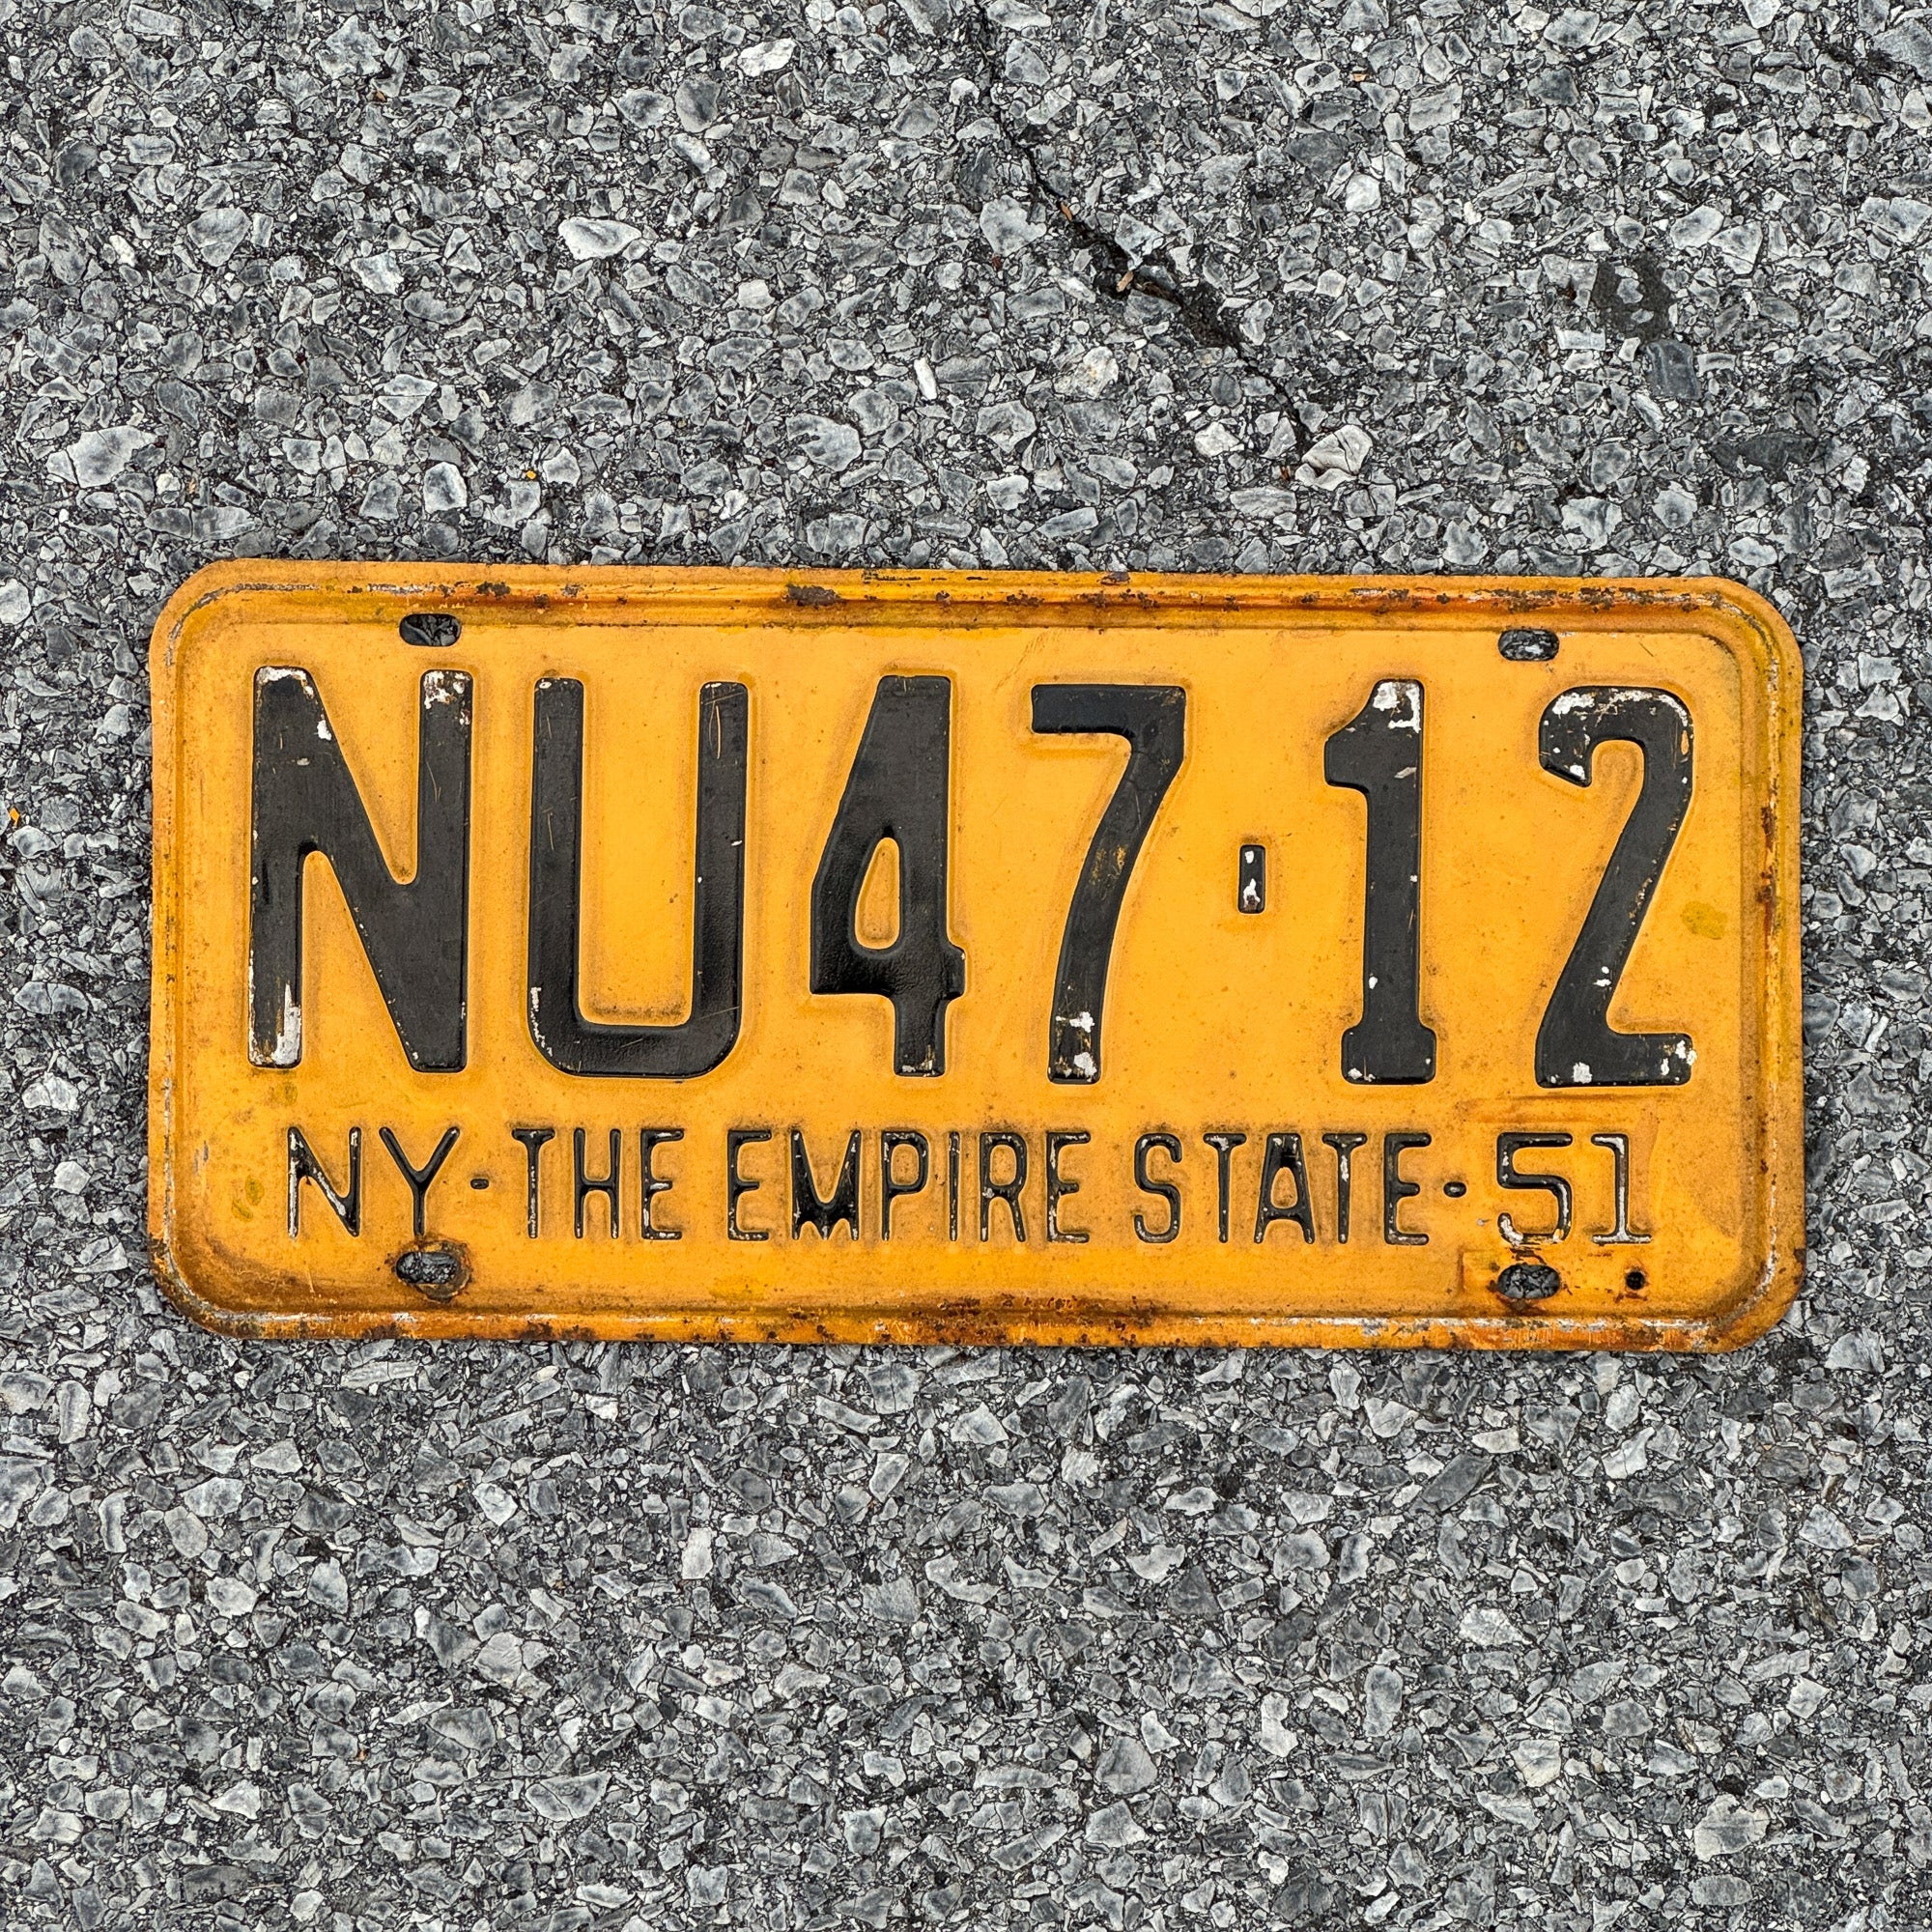 NU47-12
NY-THE EMPIRE STATE-51